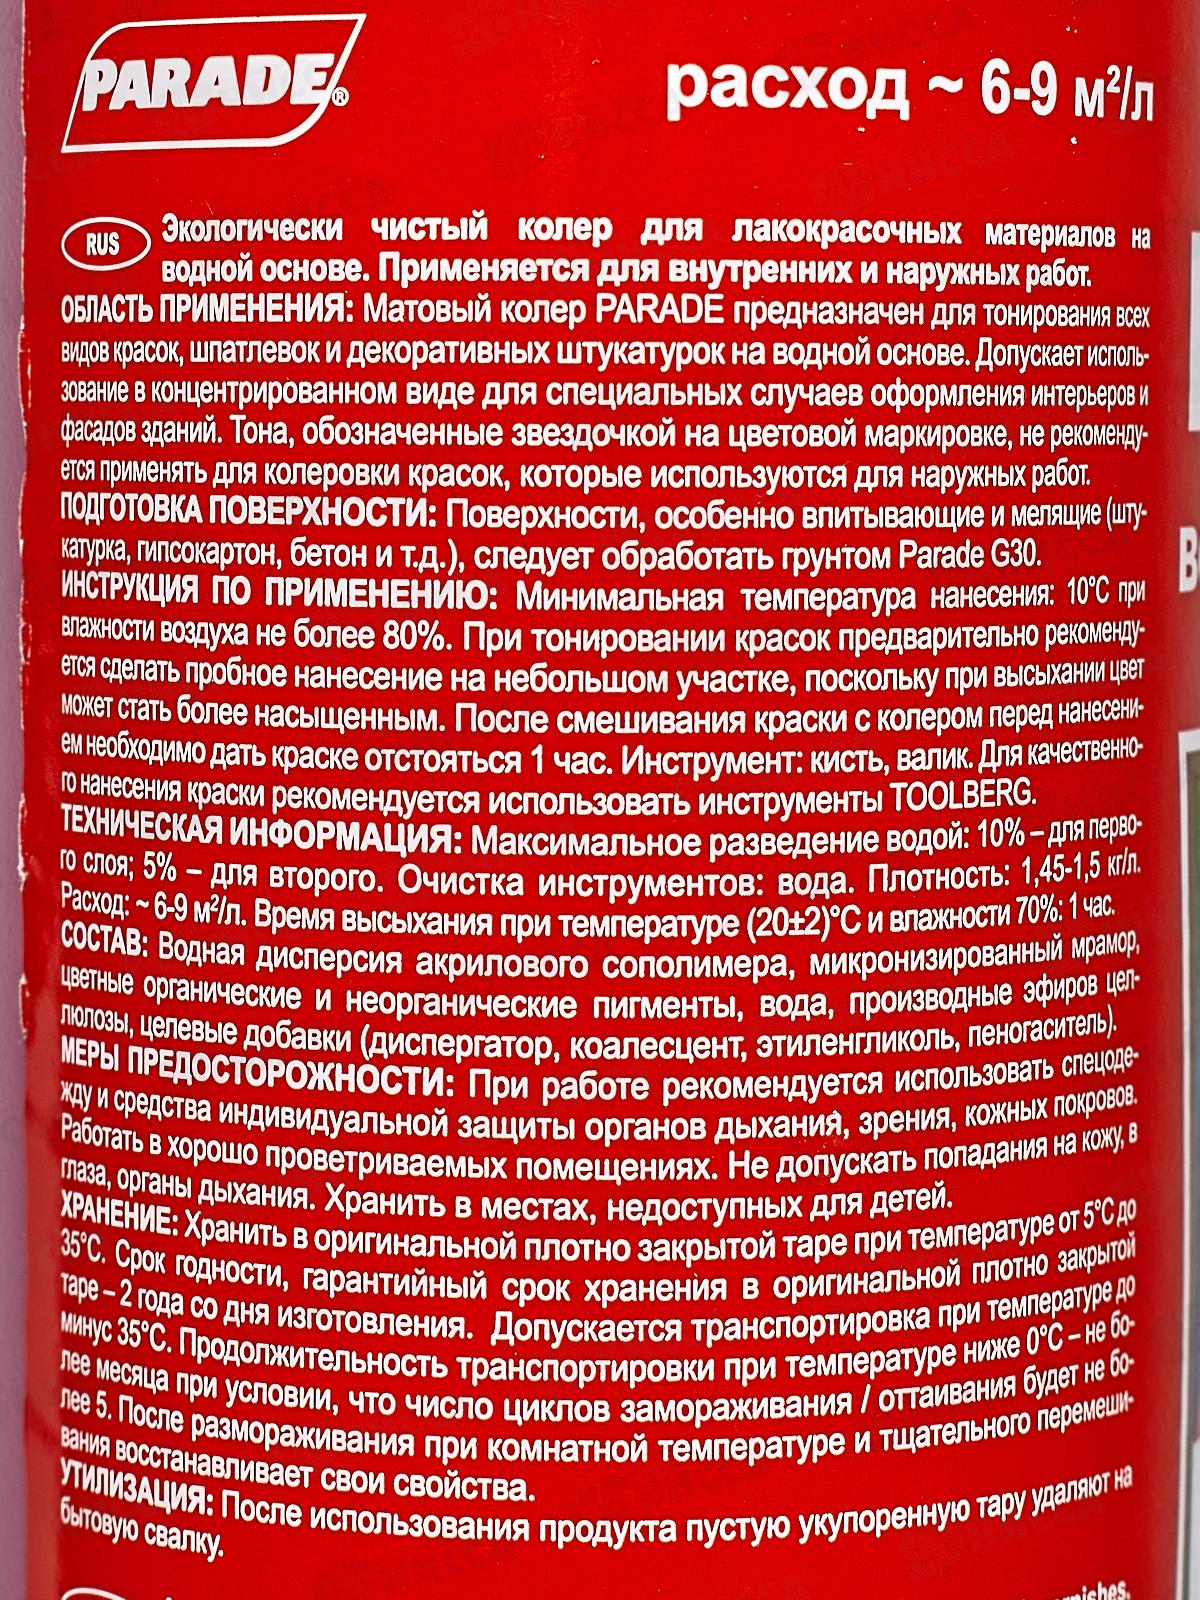 PARADE®
расход ~ 6-9 м²/л
RUS
Экологически чистый колер для лакокрасочных материалов на
водной основе. Применяется для внутренних и наружных работ.
ОБЛАСТЬ ПРИМЕНЕНИЯ: Матовый колер PARADE предназначен для тонирования всех
видов красок, шпатлевок и декоративных штукатурок на водной основе. Допускает исполь-
зование в концентрированном виде для специальных случаев оформления интерьеров и
фасадов зданий. Тона, обозначенные звездочкой на цветовой маркировке, не рекоменду-
ется применять для колеровки красок, которые используются для наружных работ.
ПОДГОТОВКА ПОВЕРХНОСТИ: Поверхности, особенно впитывающие и мелящие (шту-
катурка, гипсокартон, бетон и т.д.), следует обработать грунтом Parade G30.
ИНСТРУКЦИЯ ПО ПРИМЕНЕНИЮ: Минимальная температура нанесения: 10°С при
влажности воздуха не более 80%. При тонировании красок предварительно рекоменду-
ется сделать пробное нанесение на небольшом участке, поскольку при высыхании цвет
может стать более насыщенным. После смешивания краски с колером перед нанесени-
ем необходимо дать краске отстояться 1 час. Инструмент: кисть, валик. Для качественно-
го нанесения краски рекомендуется использовать инструменты TOOLBERG.
ТЕХНИЧЕСКАЯ ИНФОРМАЦИЯ: Максимальное разведение водой: 10% – для перво-
го слоя; 5% – для второго. Очистка инструментов: вода. Плотность: 1,45-1,5 кг/л.
Расход: ~ 6-9 м²/л. Время высыхания при температуре (20±2)°С и влажности 70%: 1 час.
СОСТАВ: Водная дисперсия акрилового сополимера, микронизированный мрамор,
цветные органические и неорганические пигменты, вода, производные эфиров цел-
люлозы, целевые добавки (диспергатор, коалесцент, этиленгликоль, пеногаситель).
МЕРЫ ПРЕДОСТОРОЖНОСТИ: При работе рекомендуется использовать спецоде-
жду и средства индивидуальной защиты органов дыхания, зрения, кожных покровов.
Работать в хорошо проветриваемых помещениях. Не допускать попадания на кожу, в
глаза, органы дыхания. Хранить в местах, недоступных для детей.
ХРАНЕНИЕ: Хранить в оригинальной плотно закрытой таре при температуре от 5°С до
35°С. Срок годности, гарантийный срок хранения в оригинальной плотно закрытой
таре – 2 года со дня изготовления. Допускается транспортировка при температуре до
минус 35°С. Продолжительность транспортировки при температуре ниже 0°С – не бо-
лее месяца при условии, что число циклов замораживания / оттаивания будет не бо-
лее 5. После размораживания при комнатной температуре и тщательного перемеши-
вания восстанавливает свои свойства.
УТИЛИЗАЦИЯ: После использования продукта пустую укупоренную тару удаляют на
бытовую свалку.